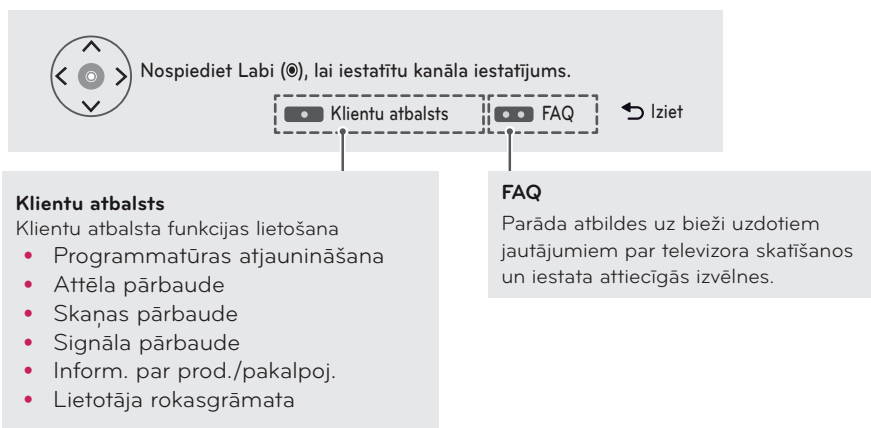 Nospiediet Labi (◉), lai iestatītu kanāla iestatījums.
Klientu atbalsts FAQ Iziet
Klientu atbalsts
Klientu atbalsta funkcijas lietošana
• Programmatūras atjaunināšana
• Attēla pārbaude
• Skaņas pārbaude
• Signāla pārbaude
• Inform. par prod./pakalpoj.
• Lietotāja rokasgrāmata
FAQ
Parāda atbildes uz bieži uzdotiem
jautājumiem par televizora skatīšanos
un iestata attiecīgās izvēlnes.